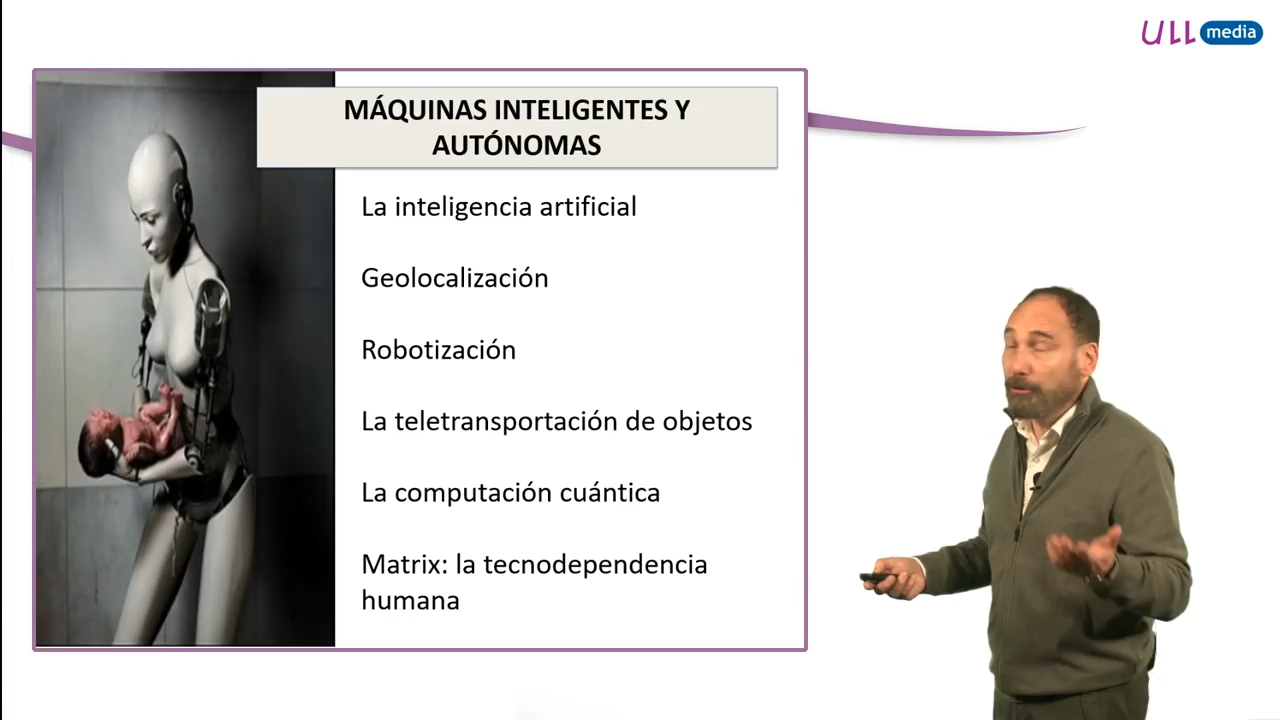 ULL media
MÁQUINAS INTELIGENTES Y
AUTÓNOMAS
La inteligencia artificial
Geolocalización
Robotización
La teletransportación de objetos
La computación cuántica
Matrix: la tecnodependencia
humana